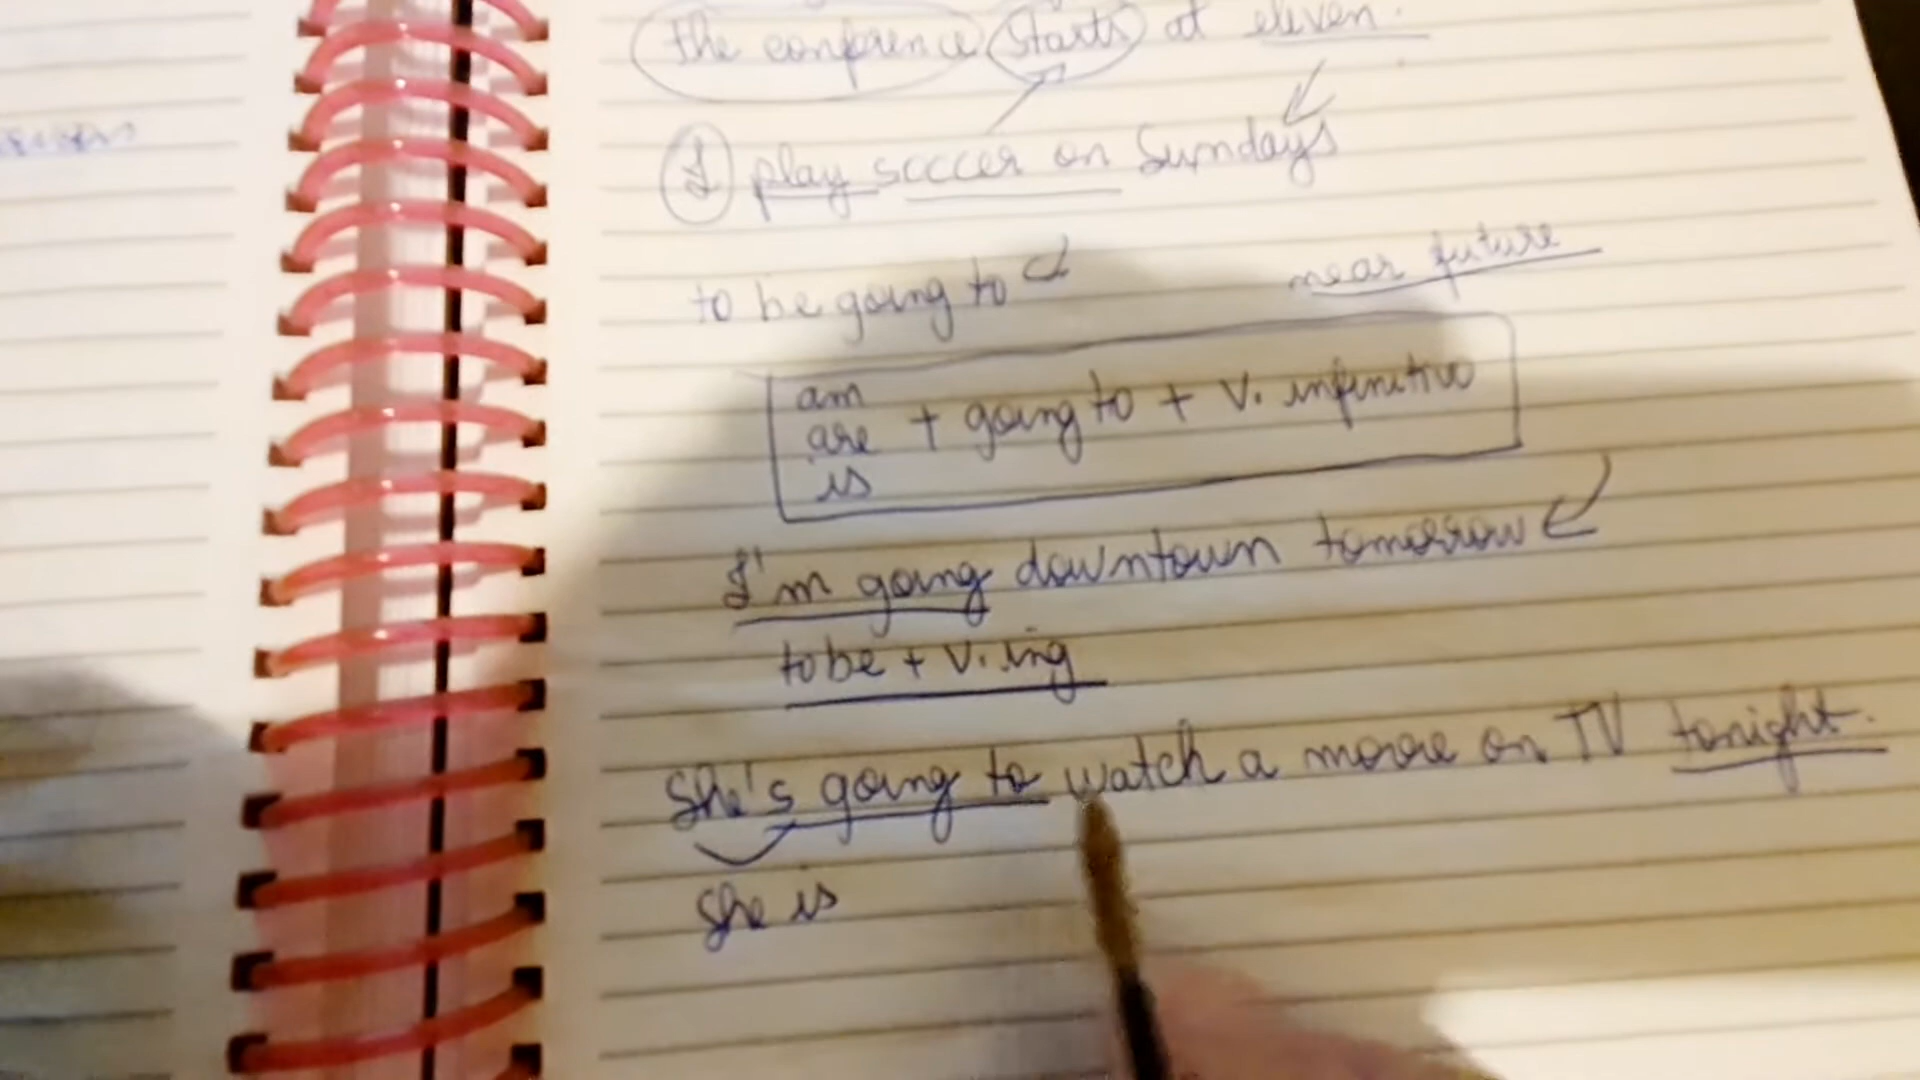 the conference starts at eleven.
I play soccer on Sundays
to be going to
near future
am
are + going to + V. infinitivo
is
I'm going downtown tomorrow
to be + V. ing
She's going to watch a movie on TV tonight.
She is